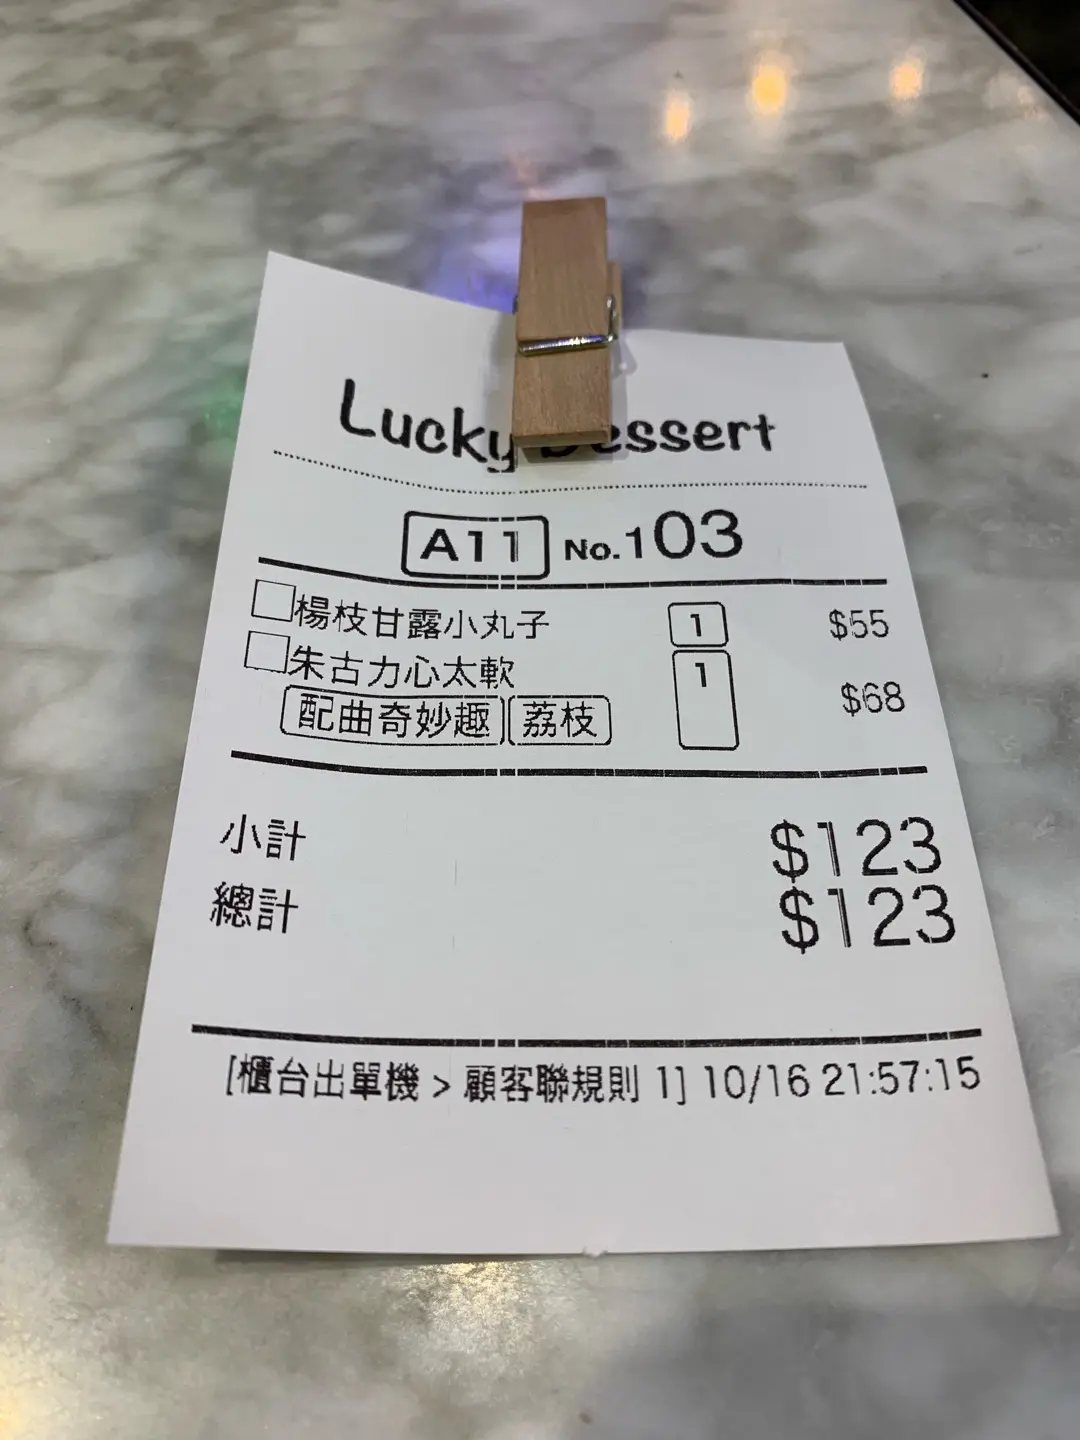 Lucky Dessert
A11 No.103
楊枝甘露小丸子 1 $55
朱古力心太軟 1 $68
配曲奇妙趣 荔枝
小計 $123
總計 $123
[櫃台出單機 > 顧客聯規則 1] 10/16 21:57:15